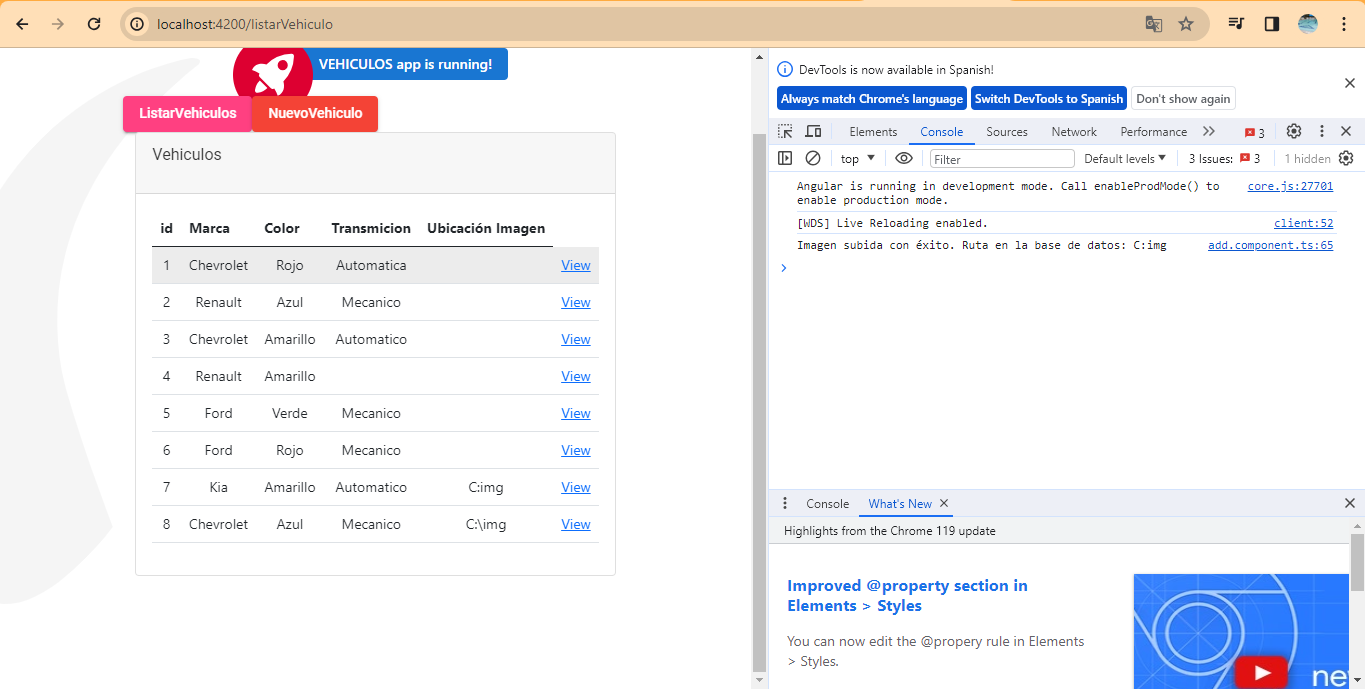 localhost:4200/listarVehiculo
VEHICULOS app is running!
ListarVehiculos NuevoVehiculo
Vehiculos
id Marca Color Transmicion Ubicación Imagen
1 Chevrolet Rojo Automatica View
2 Renault Azul Mecanico View
3 Chevrolet Amarillo Automatico View
4 Renault Amarillo View
5 Ford Verde Mecanico View
6 Ford Rojo Mecanico View
7 Kia Amarillo Automatico C:img View
8 Chevrolet Azul Mecanico C:\img View
DevTools is now available in Spanish!
Always match Chrome's language Switch DevTools to Spanish Don't show again
Elements Console Sources Network Performance 3
top Filter Default levels 3 Issues: 3 1 hidden
Angular is running in development mode. Call enableProdMode() to core.js:27701
enable production mode.
[WDS] Live Reloading enabled. client:52
Imagen subida con éxito. Ruta en la base de datos: C:img add.component.ts:65
Console What's New
Highlights from the Chrome 119 update
Improved @property section in
Elements > Styles
You can now edit the @propery rule in Elements
> Styles.